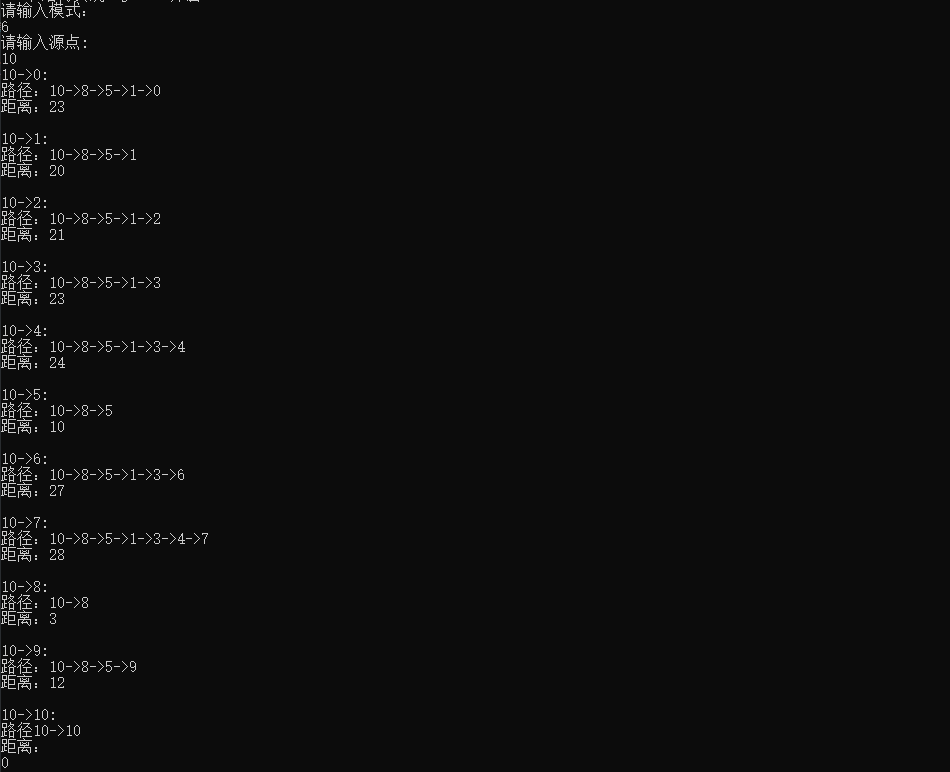 请输入模式:
6
请输入源点:
10
10->0:
路径: 10->8->5->1->0
距离: 23
10->1:
路径: 10->8->5->1
距离: 20
10->2:
路径: 10->8->5->1->2
距离: 21
10->3:
路径: 10->8->5->1->3
距离: 23
10->4:
路径: 10->8->5->1->3->4
距离: 24
10->5:
路径: 10->8->5
距离: 10
10->6:
路径: 10->8->5->1->3->6
距离: 27
10->7:
路径: 10->8->5->1->3->4->7
距离: 28
10->8:
路径: 10->8
距离: 3
10->9:
路径: 10->8->5->9
距离: 12
10->10:
路径10->10
距离:
0